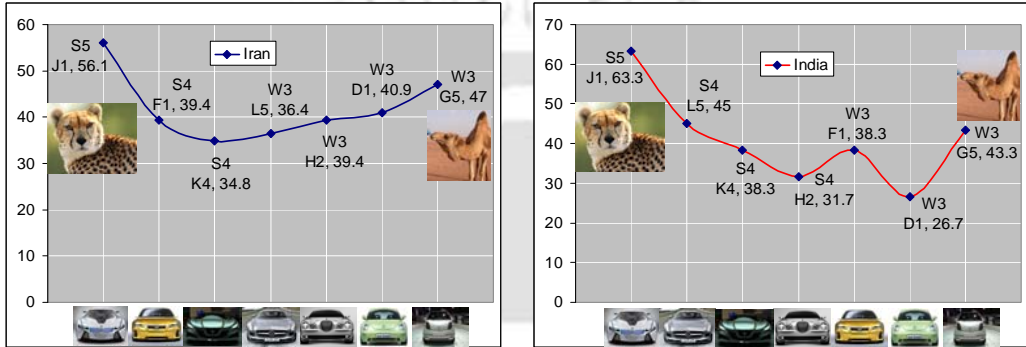 60
50
40
30
20
10
0
Iran
S5
J1, 56.1
S4
F1, 39.4
S4
K4, 34.8
W3
L5, 36.4
W3
H2, 39.4
W3
D1, 40.9
W3
G5, 47
70
60
50
40
30
20
10
0
India
S5
J1, 63.3
S4
L5, 45
S4
K4, 38.3
S4
H2, 31.7
W3
F1, 38.3
W3
D1, 26.7
W3
G5, 43.3